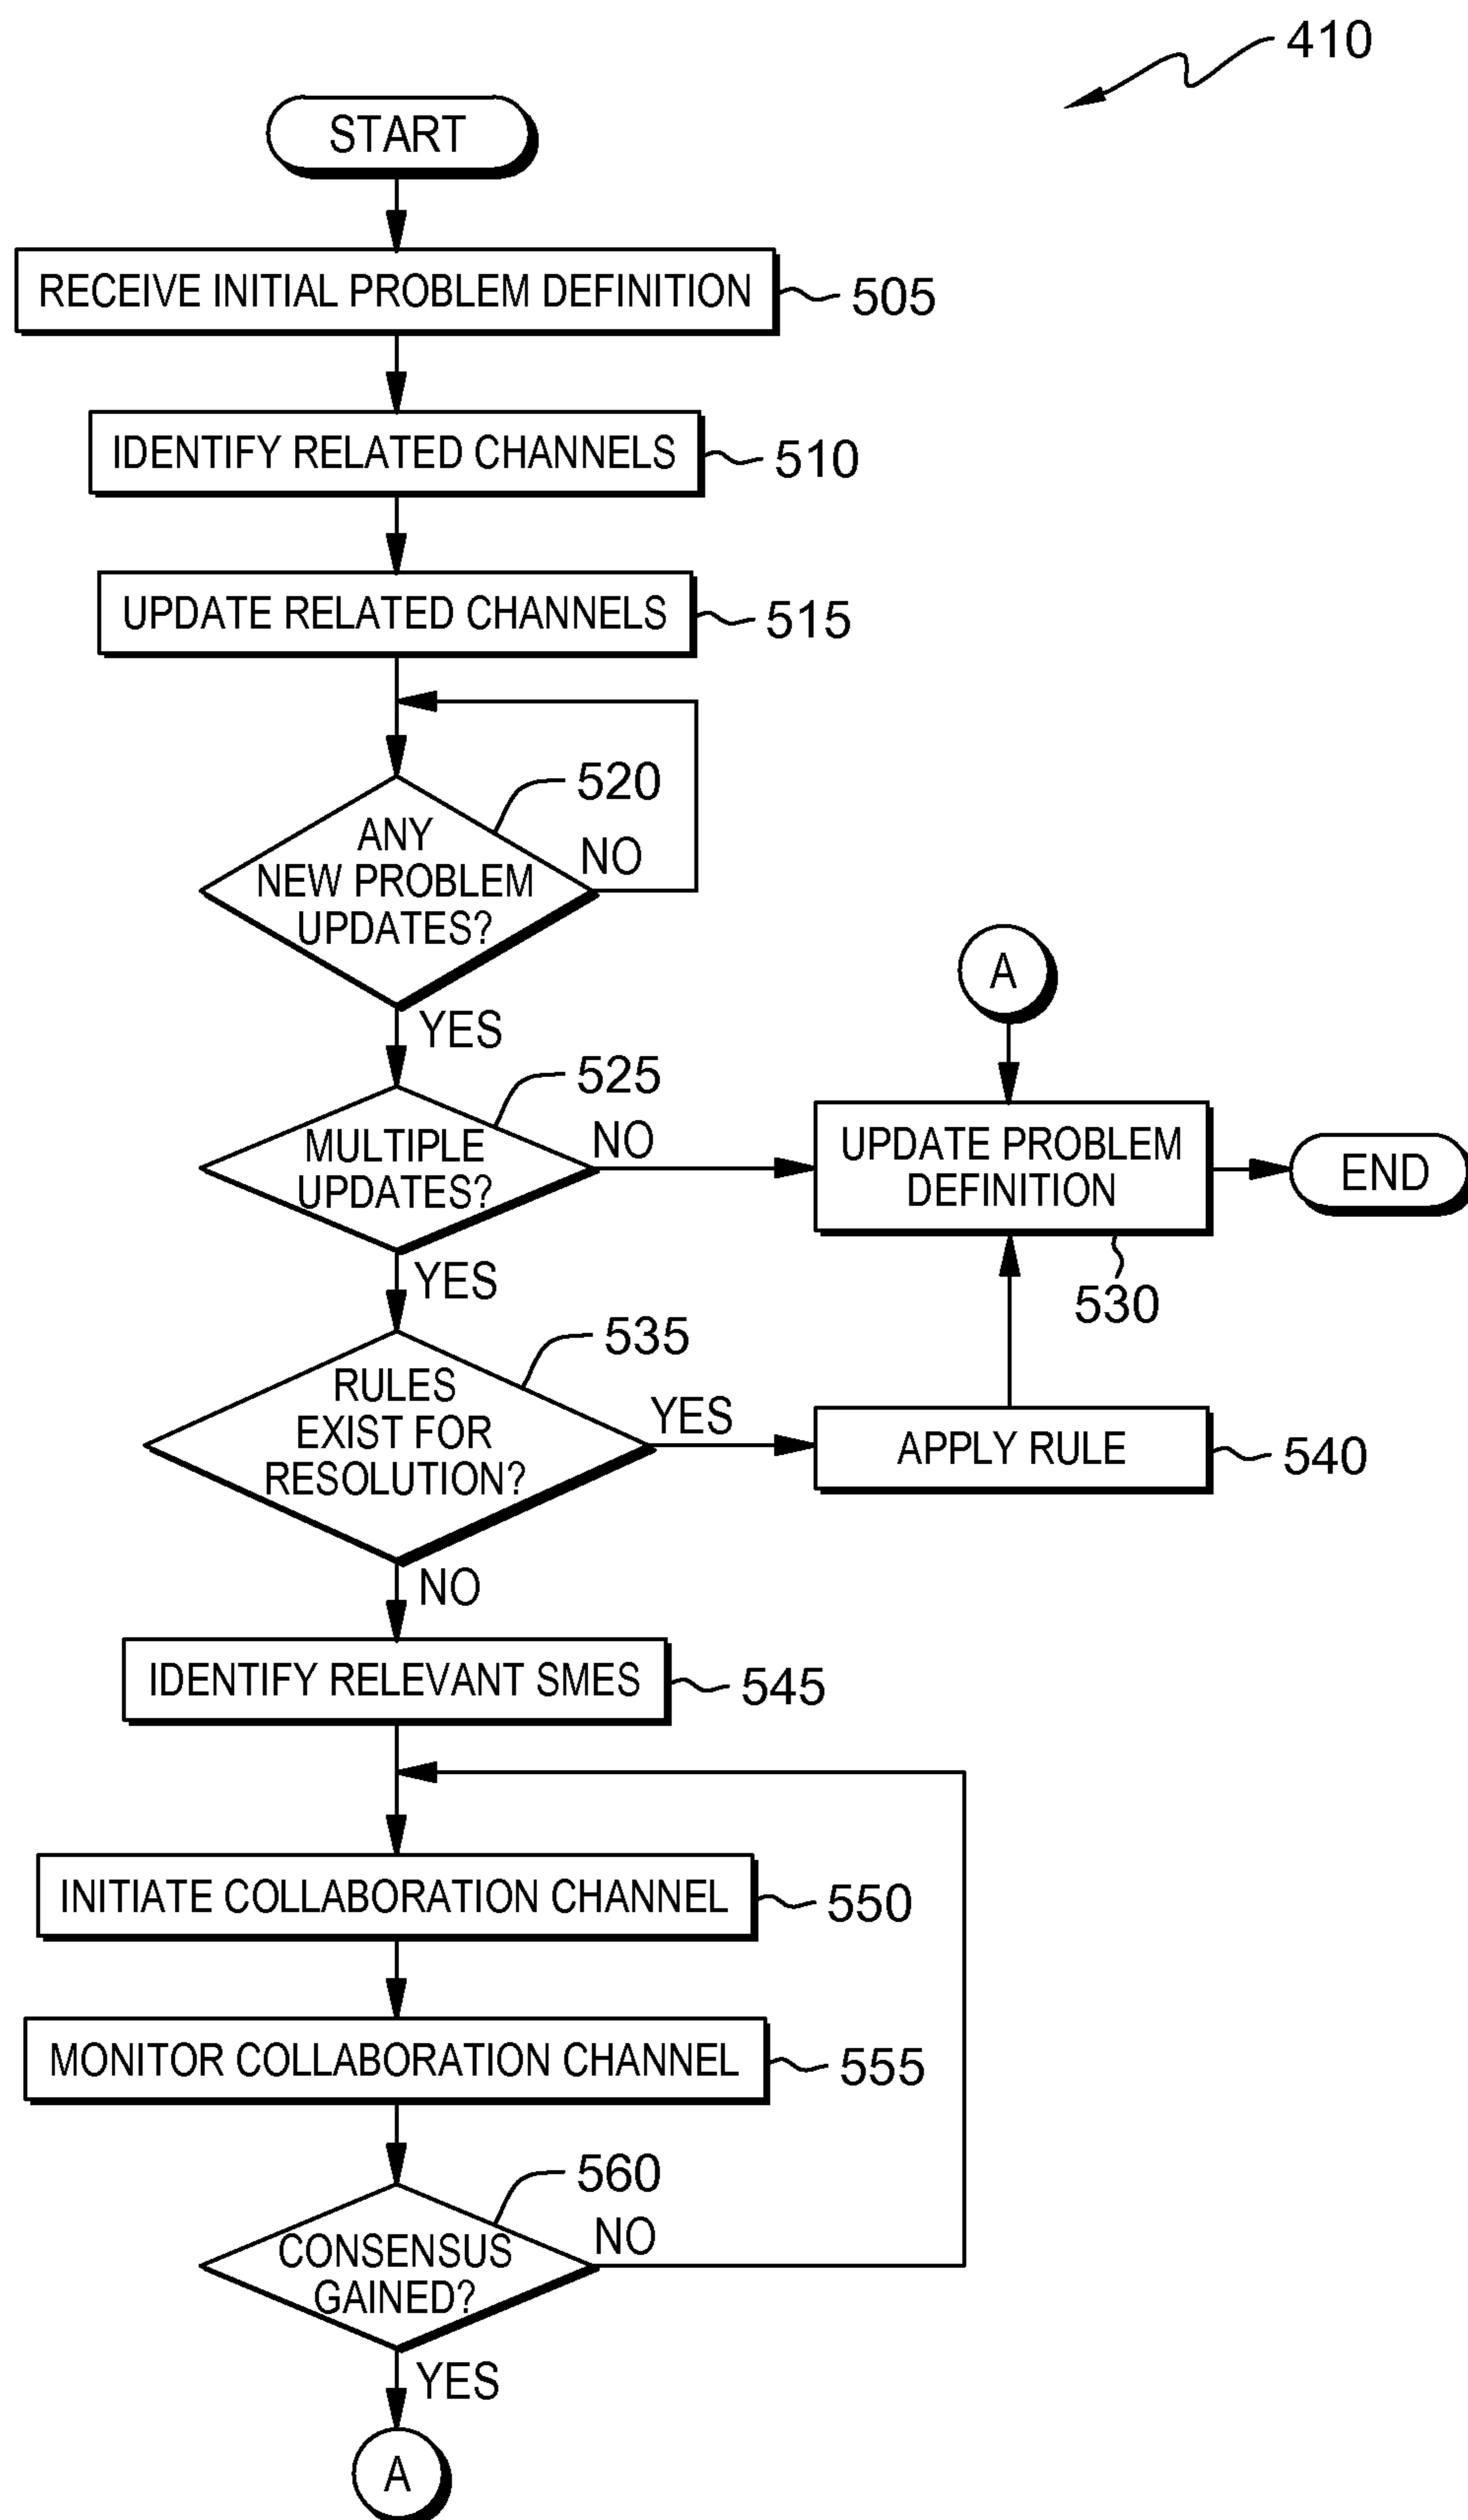 410
START
RECEIVE INITIAL PROBLEM DEFINITION
505
IDENTIFY RELATED CHANNELS
510
UPDATE RELATED CHANNELS
515
520
ANY
NEW PROBLEM
UPDATES?
NO
YES
525
MULTIPLE
UPDATES?
NO
A
UPDATE PROBLEM
DEFINITION
530
END
YES
535
RULES
EXIST FOR
RESOLUTION?
YES
APPLY RULE
540
NO
IDENTIFY RELEVANT SMES
545
INITIATE COLLABORATION CHANNEL
550
MONITOR COLLABORATION CHANNEL
555
560
CONSENSUS
GAINED?
NO
YES
A